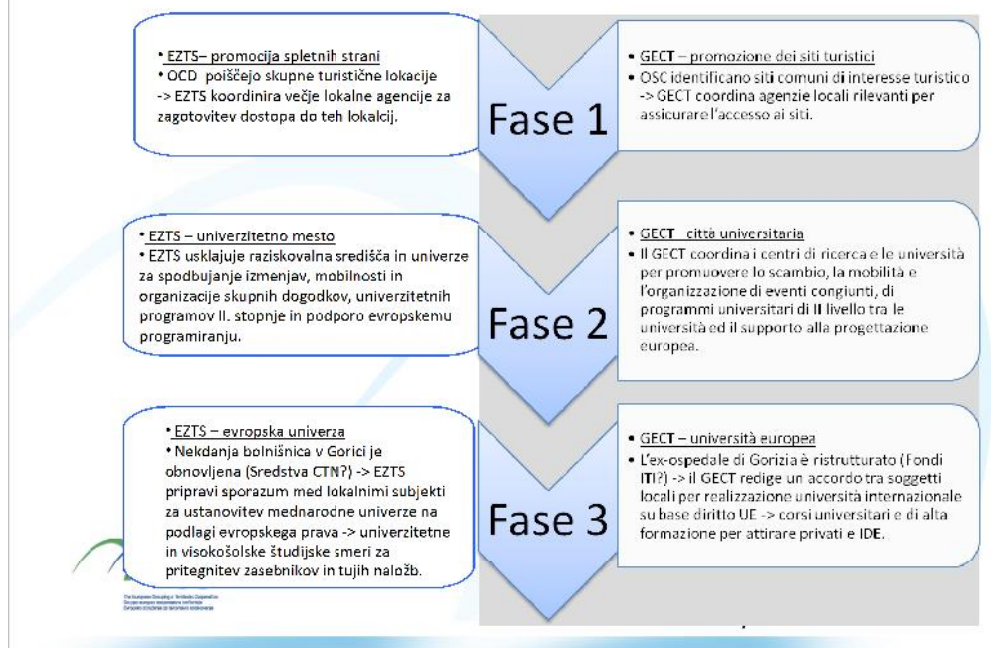 • EZTS– promocija spletnih strani
• OCD poiščejo skupne turistične lokacije
-> EZTS koordinira večje lokalne agencije za
zagotovitev dostopa do teh lokalcij.
Fase 1
• GECT – promozione dei siti turistici
• OSC identificano siti comuni di interesse turistico
-> GECT coordina agenzie locali rilevanti per
assicurare l'accesso ai siti.
• EZTS – univerzitetno mesto
• EZTS usklajuje raziskovalna središča in univerze
za spodbujanje izmenjav, mobilnosti in
organizacije skupnih dogodkov, univerzitetnih
programov II. stopnje in podporo evropskemu
programiranju.
Fase 2
• GECT città universitaria
• Il GECT coordina i centri di ricerca e le università
per promuovere lo scambio, la mobilità e
l'organizzazione di eventi congiunti, di
programmi universitari di II livello tra le
università ed il supporto alla progettazione
europea.
• EZTS – evropska univerza
• Nekdanja bolnišnica v Gorici je
obnovljena (Sredstva CTN?) -> EZTS
pripravi sporazum med lokalnimi subjekti
za ustanovitev mednarodne univerze na
podlagi evropskega prava -> univerzitetne
in visokošolske študijske smeri za
pritegnitev zasebnikov in tujih naložb.
Fase 3
• GECT – università europea
• L'ex-ospedale di Gorizia è ristrutturato (Fondi
ITI?) -> il GECT redige un accordo tra soggetti
locali per realizzazione università internazionale
su base diritto UE -> corsi universitari e di alta
formazione per attirare privati e IDE.